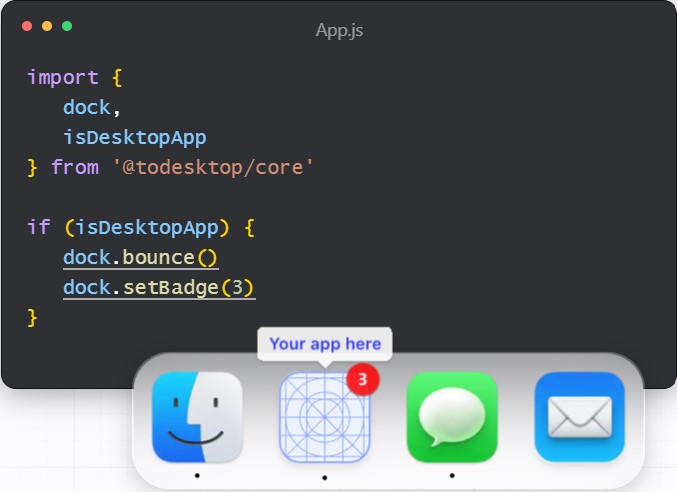 App.js
import {
   dock,
   isDesktopApp
} from '@todesktop/core'

if (isDesktopApp) {
   dock.bounce()
   dock.setBadge(3)
}
Your app here
3